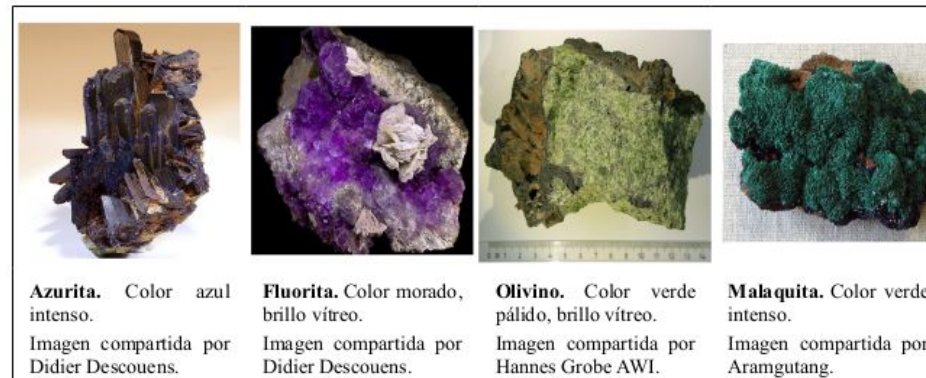 Azurita. Color azul
intenso.
Imagen compartida por
Didier Descouens.
Fluorita. Color morado,
brillo vítreo.
Imagen compartida por
Didier Descouens.
Olivino. Color verde
pálido, brillo vítreo.
Imagen compartida por
Hannes Grobe AWI.
Malaquita. Color verde
intenso.
Imagen compartida por
Aramgutang.